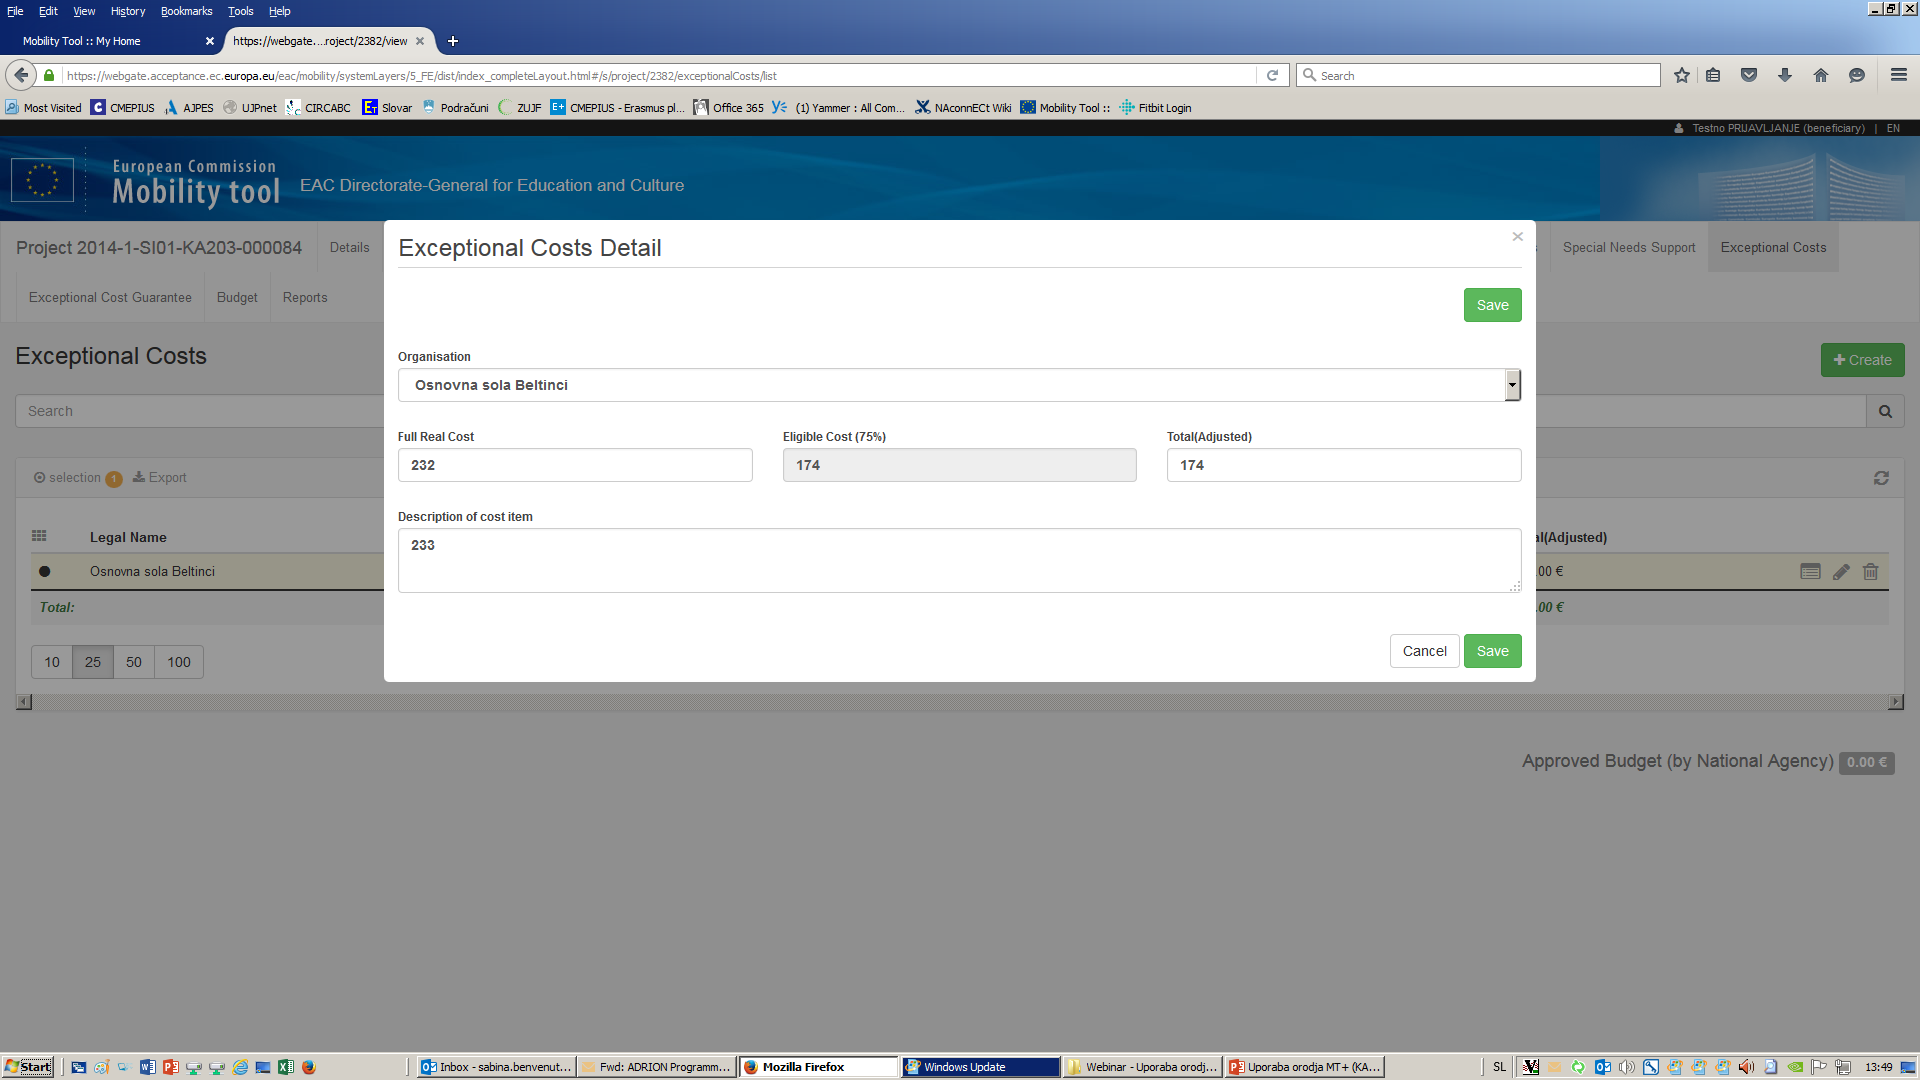 File Edit View History Bookmarks Tools Help
Mobility Tool :: My Home
https://webgate....roject/2382/view
https://webgate.acceptance.ec.europa.eu/eac/mobility/systemLayers/5_FE/dist/index_completeLayout.html#/s/project/2382/exceptionalCosts/list
Search
Most Visited CMEPIUS AJPES UJPnet CIRCABC Slovar Podračuni ZUJF CMEPIUS - Erasmus pl... Office 365 (1) Yammer : All Com... NAconnECt Wiki Mobility Tool :: Fitbit Login
Testno PRIJAVLJANJE (beneficiary) | EN
European Commission
Mobility tool
EAC Directorate-General for Education and Culture
Project 2014-1-SI01-KA203-000084 Details Special Needs Support Exceptional Costs
Exceptional Cost Guarantee Budget Reports
Exceptional Costs Detail
Save
Exceptional Costs
Create
Organisation
Osnovna sola Beltinci
Search
Full Real Cost Eligible Cost (75%) Total(Adjusted)
232 174 174
selection 1 Export
Description of cost item
233
Legal Name al(Adjusted)
Osnovna sola Beltinci .00 €
Total: .00 €
Cancel Save
10 25 50 100
Approved Budget (by National Agency) 0.00 €
Start Inbox - sabina.benvenut... Fwd: ADRION Programm... Mozilla Firefox Windows Update Webinar - Uporaba orodj... Uporaba orodja MT+ (KA... SL 13:49